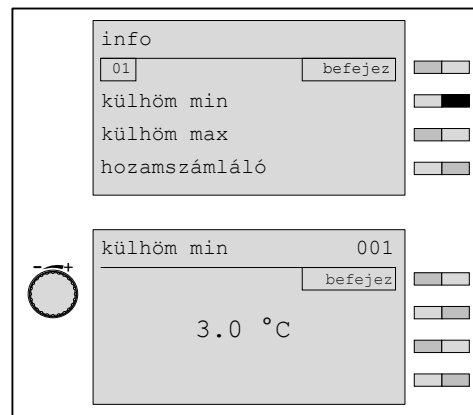 info
01 befejez
külhöm min
külhöm max
hozamszámláló
külhöm min 001
befejez
- +
3.0 °C